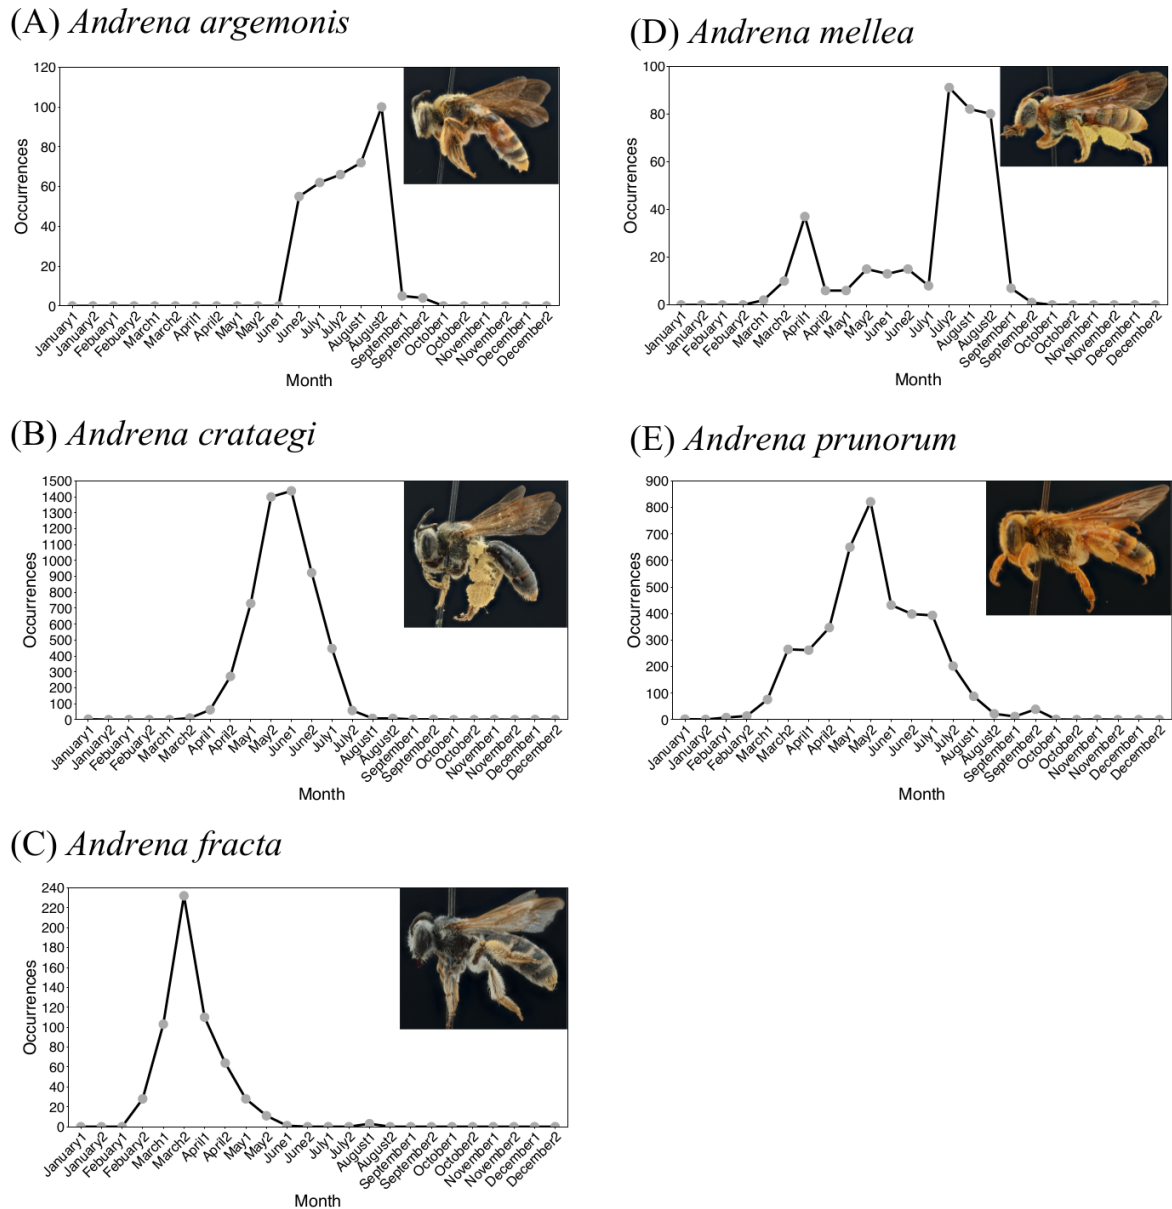 (A) Andrena argemonis
120
100
80
60
40
20
0
Occurrences
January1 January2 Febuary1 Febuary2 March1 March2 April1 April2 May1 May2 June1 June2 July1 July2 August1 August2 September1 September2 October1 October2 November1 November2 December1 December2
Month
(B) Andrena crataegi
1500
1400
1300
1200
1100
1000
900
800
700
600
500
400
300
200
100
0
Occurrences
January1 January2 Febuary1 Febuary2 March1 March2 April1 April2 May1 May2 June1 June2 July1 July2 August1 August2 September1 September2 October1 October2 November1 November2 December1 December2
Month
(C) Andrena fracta
240
220
200
180
160
140
120
100
80
60
40
20
0
Occurrences
January1 January2 Febuary1 Febuary2 March1 March2 April1 April2 May1 May2 June1 June2 July1 July2 August1 August2 September1 September2 October1 October2 November1 November2 December1 December2
Month
(D) Andrena mellea
100
80
60
40
20
0
Occurrences
January1 January2 Febuary1 Febuary2 March1 March2 April1 April2 May1 May2 June1 June2 July1 July2 August1 August2 September1 September2 October1 October2 November1 November2 December1 December2
Month
(E) Andrena prunorum
900
800
700
600
500
400
300
200
100
0
Occurrences
January1 January2 Febuary1 Febuary2 March1 March2 April1 April2 May1 May2 June1 June2 July1 July2 August1 August2 September1 September2 October1 October2 November1 November2 December1 December2
Month